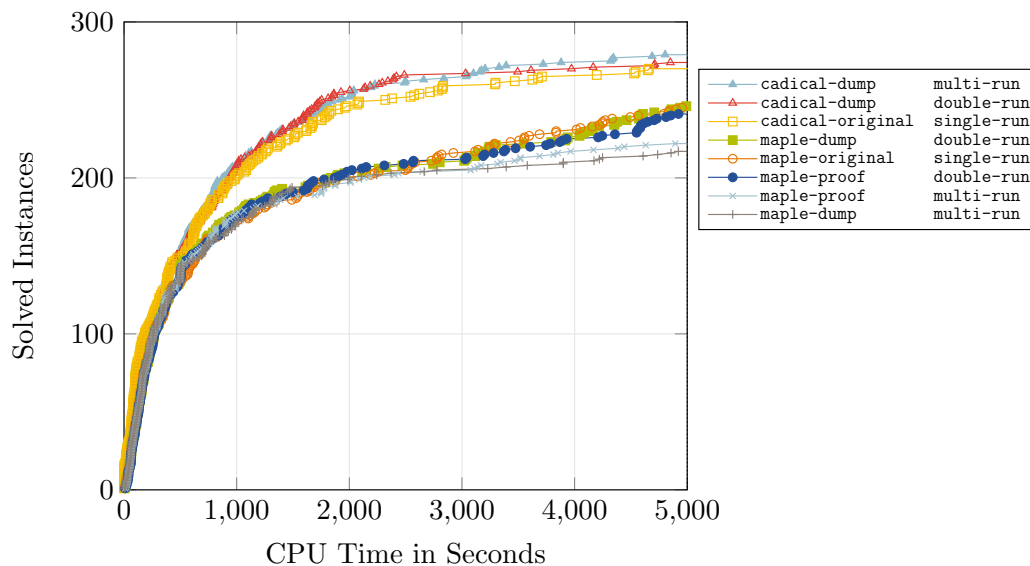 300
200
100
0
Solved Instances
0 1,000 2,000 3,000 4,000 5,000
CPU Time in Seconds
cadical-dump multi-run
cadical-dump double-run
cadical-original single-run
maple-dump double-run
maple-original single-run
maple-proof double-run
maple-proof multi-run
maple-dump multi-run